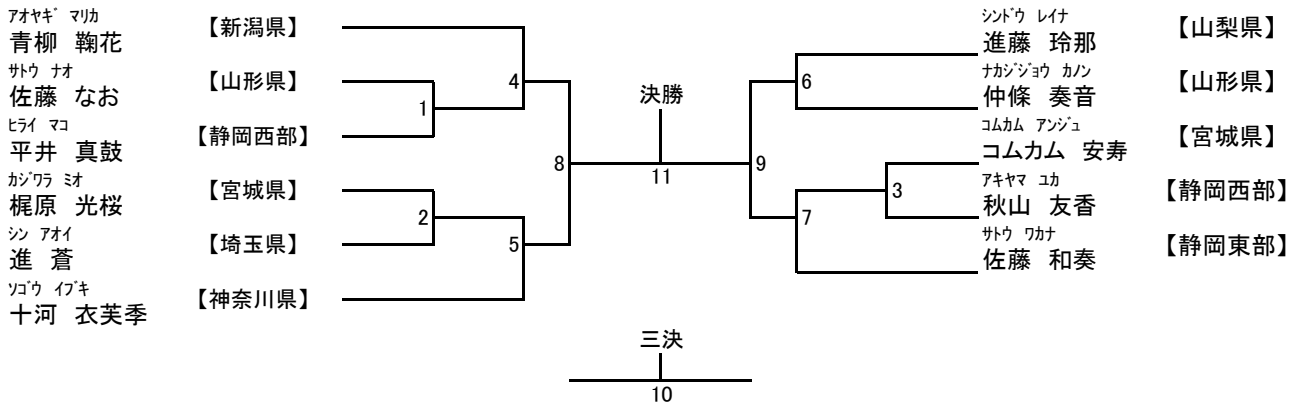 アオヤギ マリカ
青柳 鞠花 【新潟県】
サトウ ナオ
佐藤 なお 【山形県】
ヒライ マコ
平井 真鼓 【静岡西部】
カジワラ ミオ
梶原 光桜 【宮城県】
シン アオイ
進 蒼 【埼玉県】
ソゴウ イブキ
十河 衣芙季 【神奈川県】
1
2
4
5
8
決勝
11
三決
10
9
6
7
3
シンドウ レイナ
進藤 玲那 【山梨県】
ナカジョウ カノン
仲條 奏音 【山形県】
コムカム アンジュ
コムカム 安寿 【宮城県】
アキヤマ ユカ
秋山 友香 【静岡西部】
サトウ ワカナ
佐藤 和奏 【静岡東部】